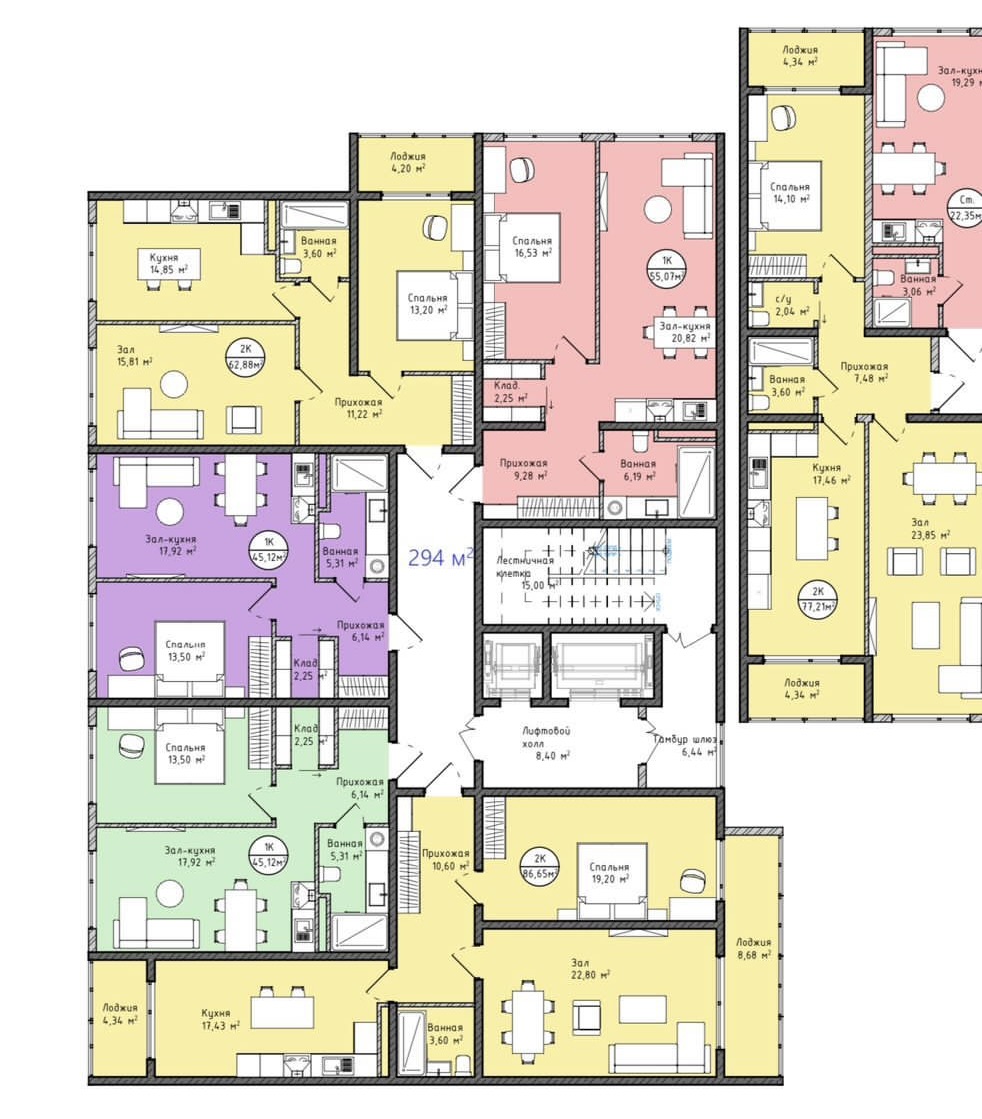 Лоджия
4,34 м²
Зал-кухн
19,29 м
Спальня
14,10 м²
Ст.
22,35м
Ванная
3,06 м²
с/у
2,04 м²
Прихожая
7,48 м²
Ванная
3,60 м²
Кухня
17,46 м²
Зал
23,85 м²
2К
77,21м²
Лоджия
4,34 м²
Лоджия
4,20 м²
Кухня
14,85 м²
Ванная
3,60 м²
Спальня
13,20 м²
Зал
15,81 м²
2К
62,88м²
Прихожая
11,22 м²
Спальня
16,53 м²
1К
55,07м²
Зал-кухня
20,82 м²
Клад.
2,25 м²
Прихожая
9,28 м²
Ванная
6,19 м²
Зал-кухня
17,92 м²
1К
45,12м²
Ванная
5,31 м²
Спальня
13,50 м²
Клад
2,25 м²
Прихожая
6,14 м²
294 м²
Лестничная
клетка
15,00 м²
Лифтовой
холл
8,40 м²
Тамбур шлюз
6,44 м²
Спальня
13,50 м²
Клад
2,25 м²
Прихожая
6,14 м²
Зал-кухня
17,92 м²
1К
45,12м²
Ванная
5,31 м²
Прихожая
10,60 м²
2К
86,65м²
Спальня
19,20 м²
Зал
22,80 м²
Лоджия
8,68 м²
Лоджия
4,34 м²
Кухня
17,43 м²
Ванная
3,60 м²